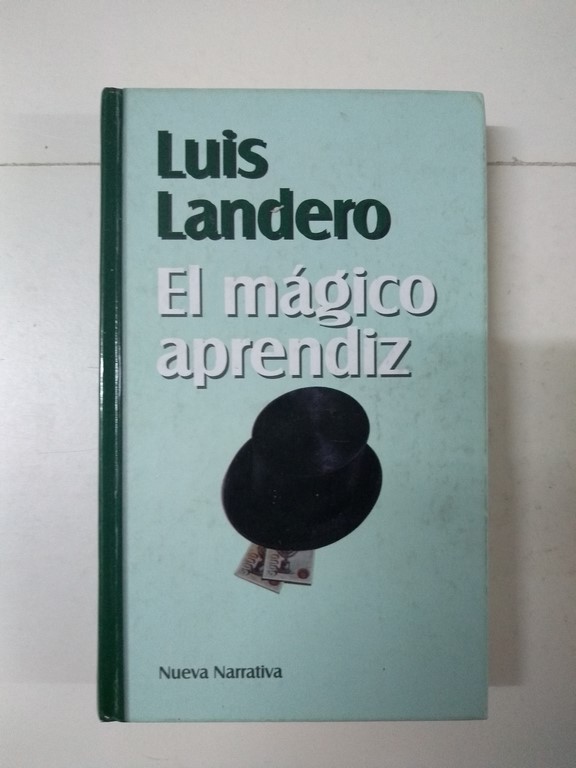 Luis
Landero
El mágico
aprendiz
Nueva Narrativa